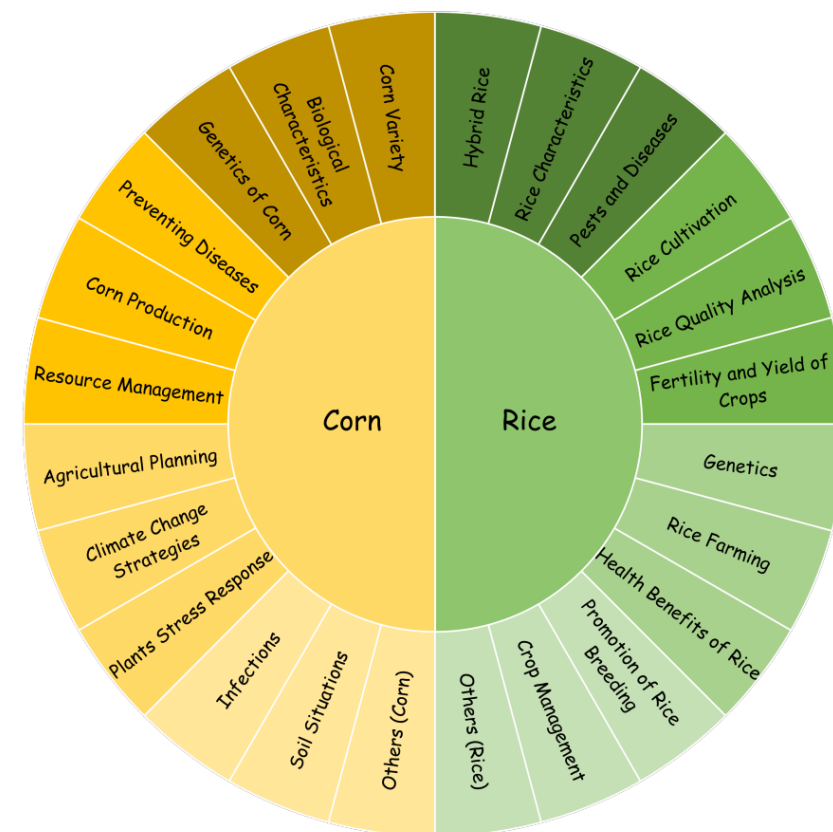 Corn
Rice
Hybrid Rice
Rice Characteristics
Pests and Diseases
Rice Cultivation
Rice Quality Analysis
Fertility and Yield of
Crops
Genetics
Rice Farming
Health Benefits of Rice
Promotion of Rice
Breeding
Crop Management
Others (Rice)
Others (Corn)
Soil Situations
Infections
Plants Stress Response
Climate Change
Strategies
Agricultural Planning
Resource Management
Corn Production
Preventing Diseases
Genetics of Corn
Biological
Characteristics
Corn Variety